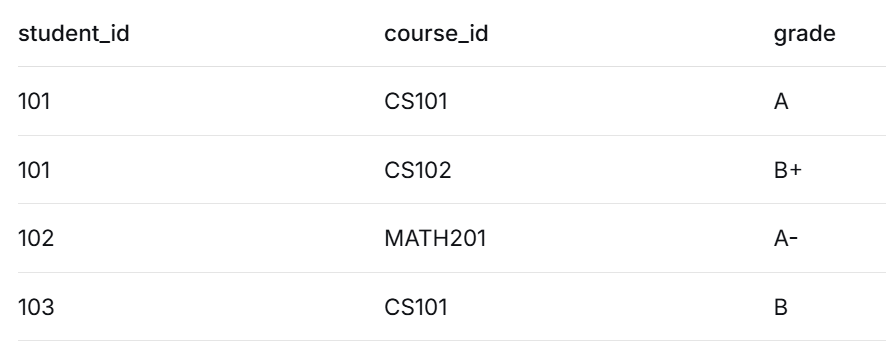 student_id course_id grade
101 CS101 A
101 CS102 B+
102 MATH201 A-
103 CS101 B